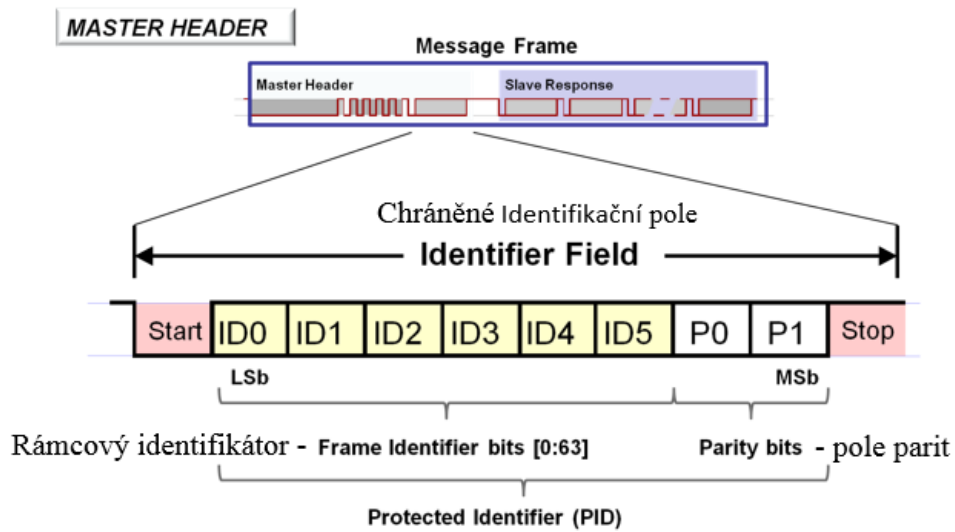 MASTER HEADER
Message Frame
Master Header
Slave Response
Chráněné Identifikační pole
Identifier Field
Start ID0 ID1 ID2 ID3 ID4 ID5 P0 P1 Stop
LSb MSb
Rámcový identifikátor - Frame Identifier bits [0:63] Parity bits - pole parit
Protected Identifier (PID)